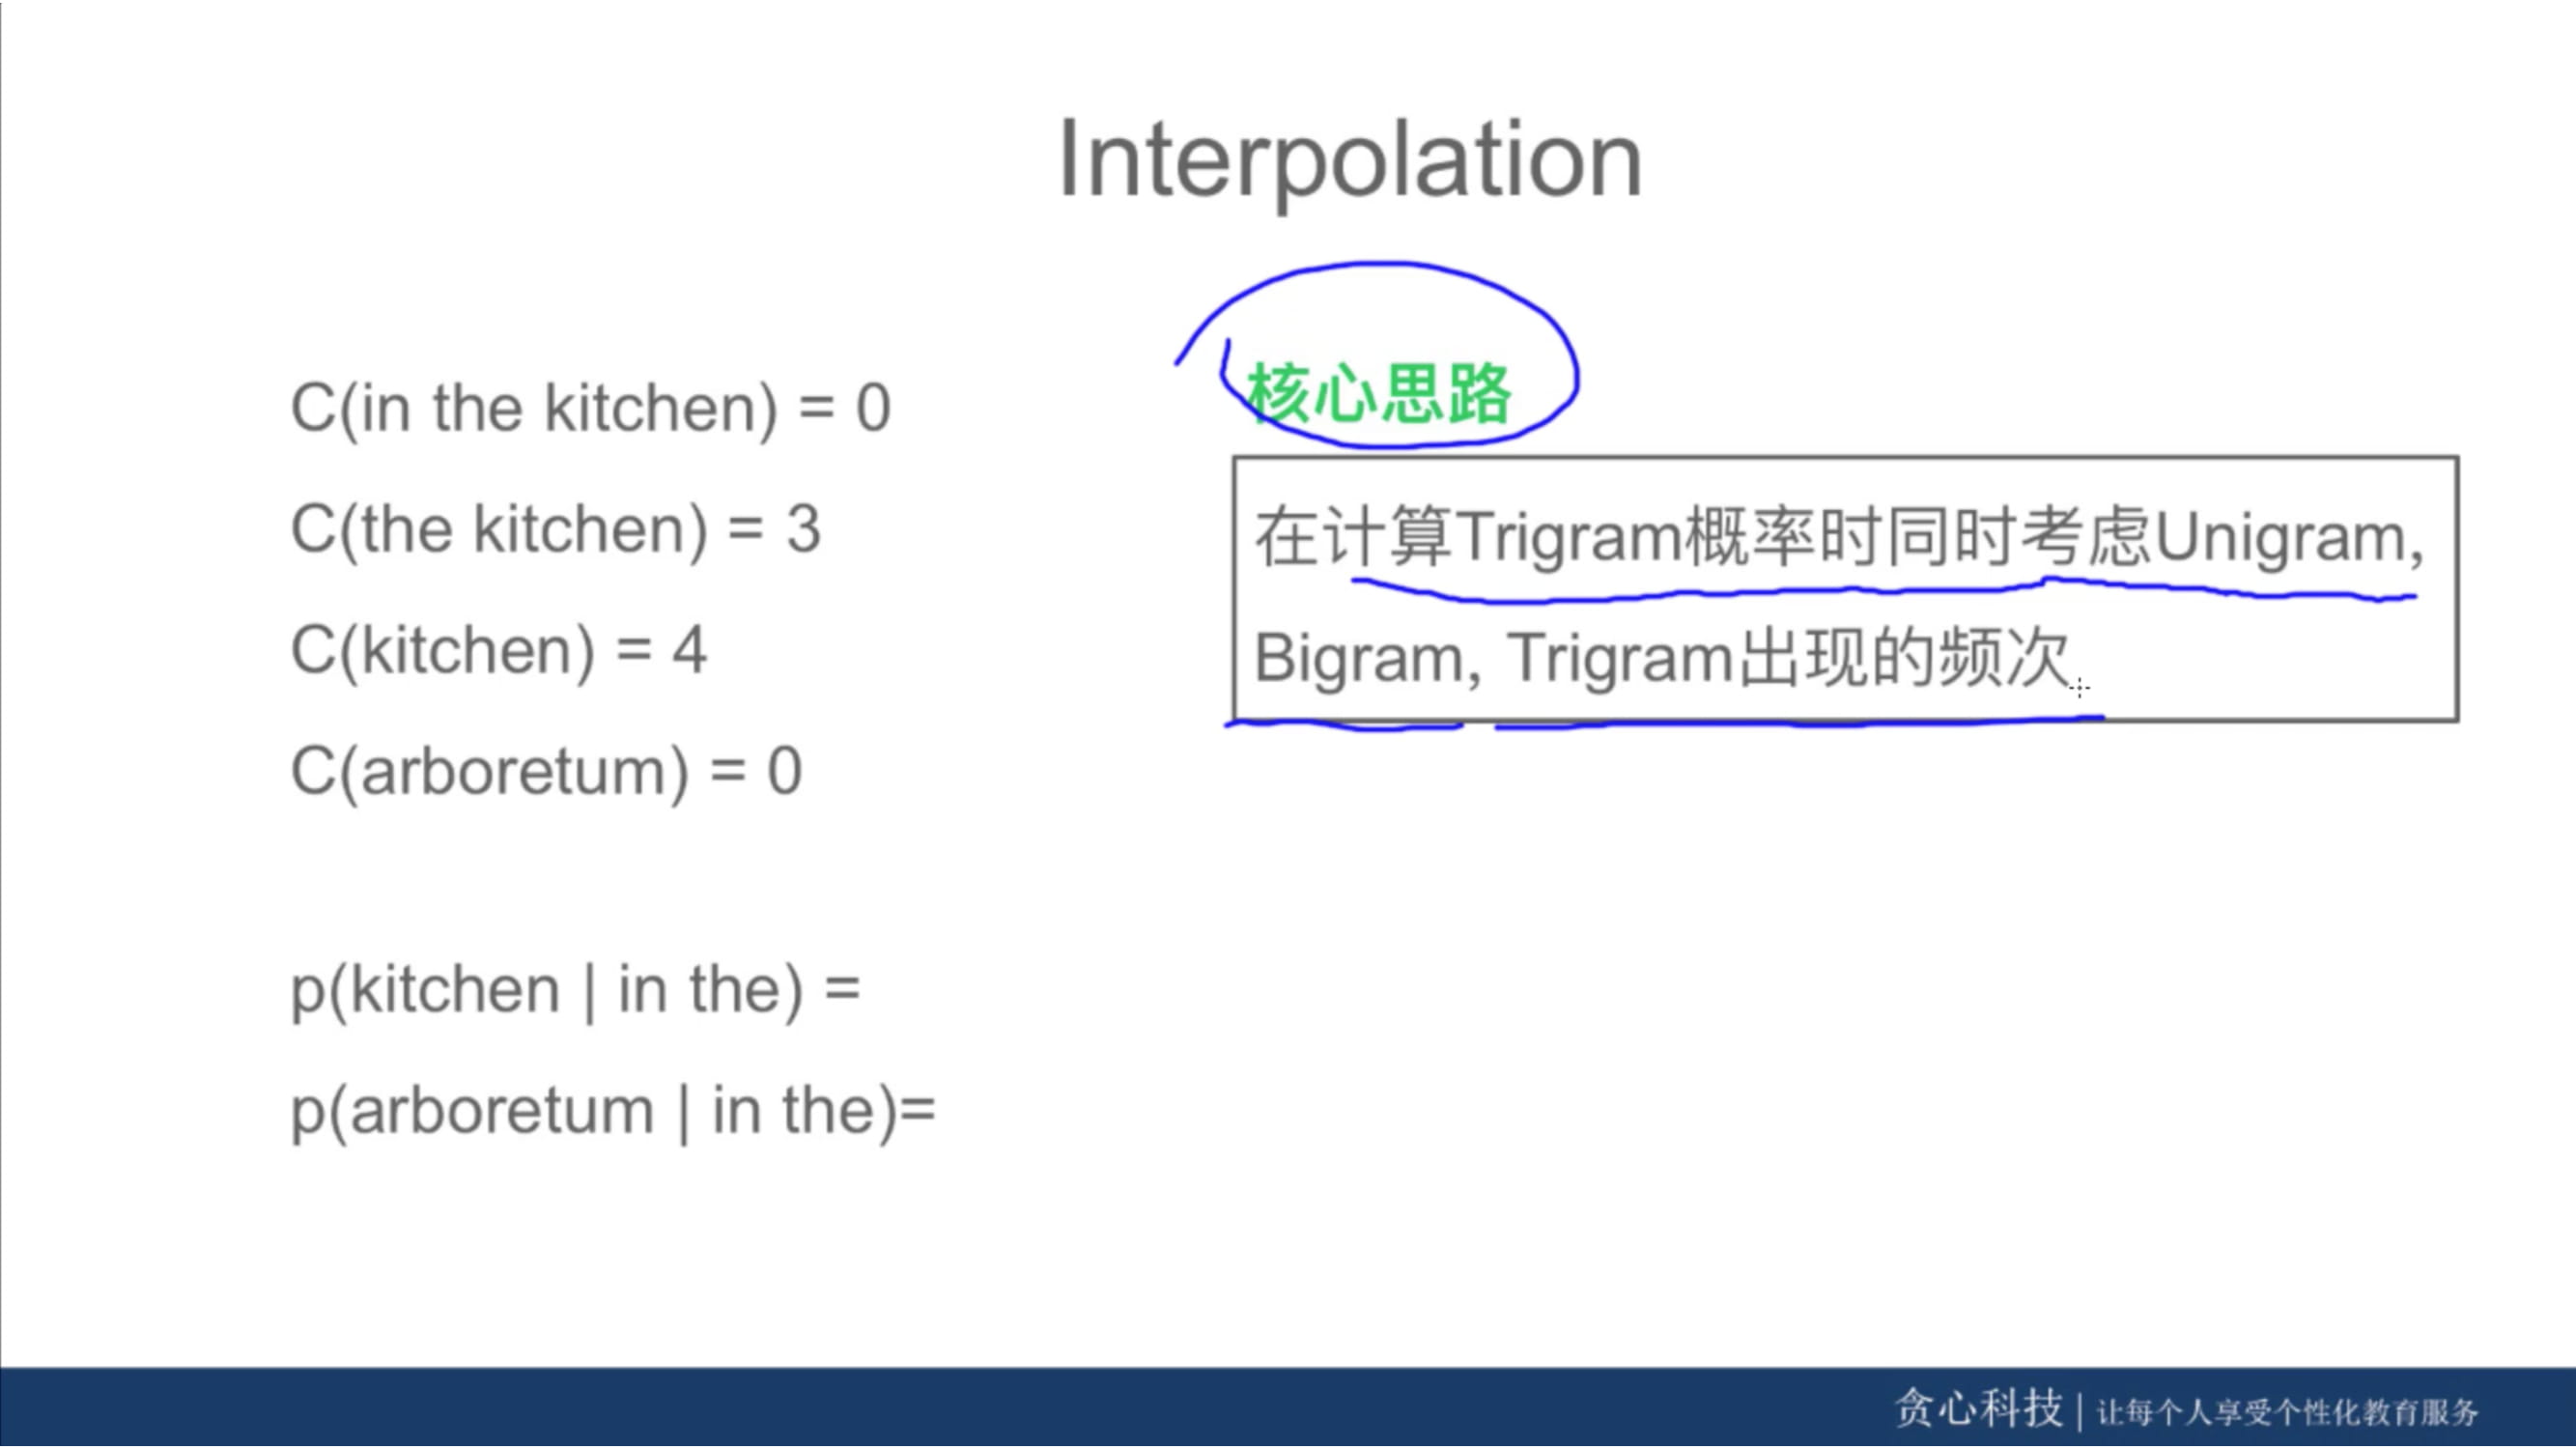 Interpolation
C(in the kitchen) = 0
C(the kitchen) = 3
C(kitchen) = 4
C(arboretum) = 0
p(kitchen | in the) =
p(arboretum | in the)=
核心思路
在计算Trigram概率时同时考虑Unigram,
Bigram, Trigram出现的频次
贪心科技 | 让每个人享受个性化教育服务